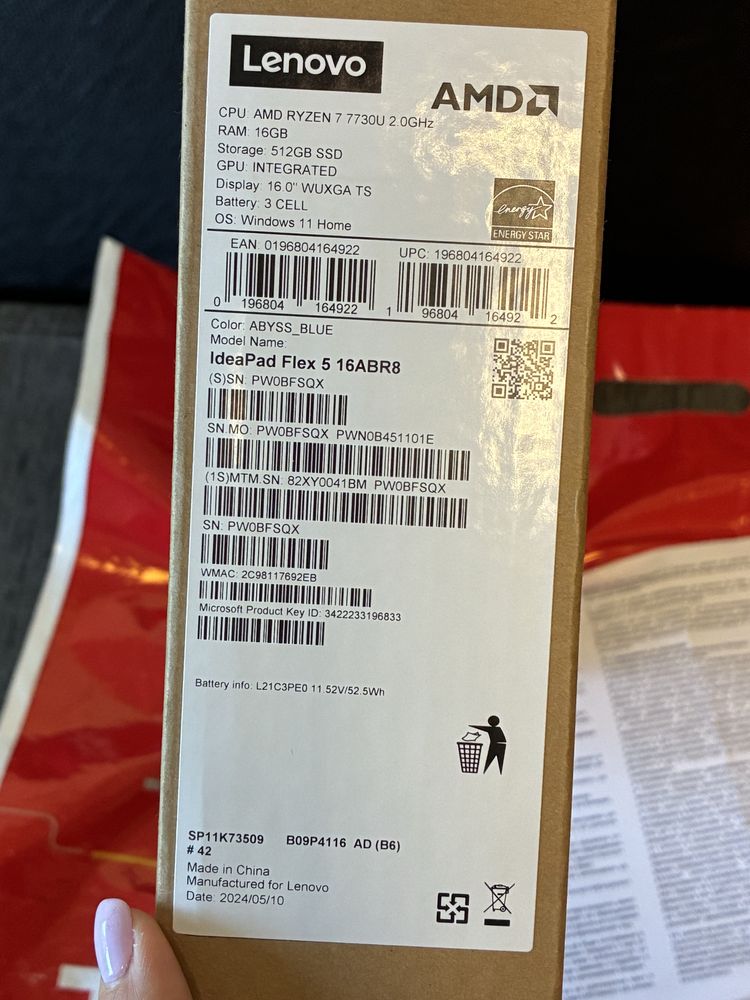 Lenovo
AMD
CPU: AMD RYZEN 7 7730U 2.0GHz
RAM: 16GB
Storage: 512GB SSD
GPU: INTEGRATED
Display: 16.0" WUXGA TS
Battery: 3 CELL
OS: Windows 11 Home
energy
ENERGY STAR
EAN: 0196804164922
UPC: 196804164922
0 196804 164922
1 96804 16492 2
Color: ABYSS_BLUE
Model Name:
IdeaPad Flex 5 16ABR8
(S)SN: PW0BFSQX
SN.MO: PW0BFSQX PWN0B451101E
(1S)MTM.SN: 82XY0041BM PW0BFSQX
SN: PW0BFSQX
WMAC: 2C98117692EB
Microsoft Product Key ID: 3422233196833
Battery info: L21C3PE0 11.52V/52.5Wh
SP11K73509 B09P4116 AD (B6)
# 42
Made in China
Manufactured for Lenovo
Date: 2024/05/10